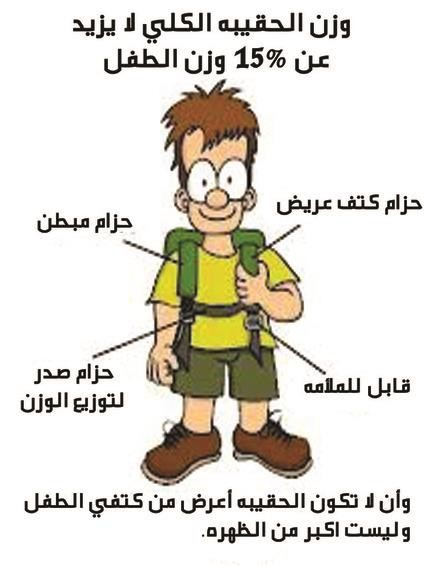 وزن الحقيبه الكلي لا يزيد
عن 15% وزن الطفل
حزام كتف عريض
حزام مبطن
حزام صدر
لتوزيع الوزن
قابل للملامه
وأن لا تكون الحقيبه أعرض من كتفي الطفل
وليست اكبر من الظهره.